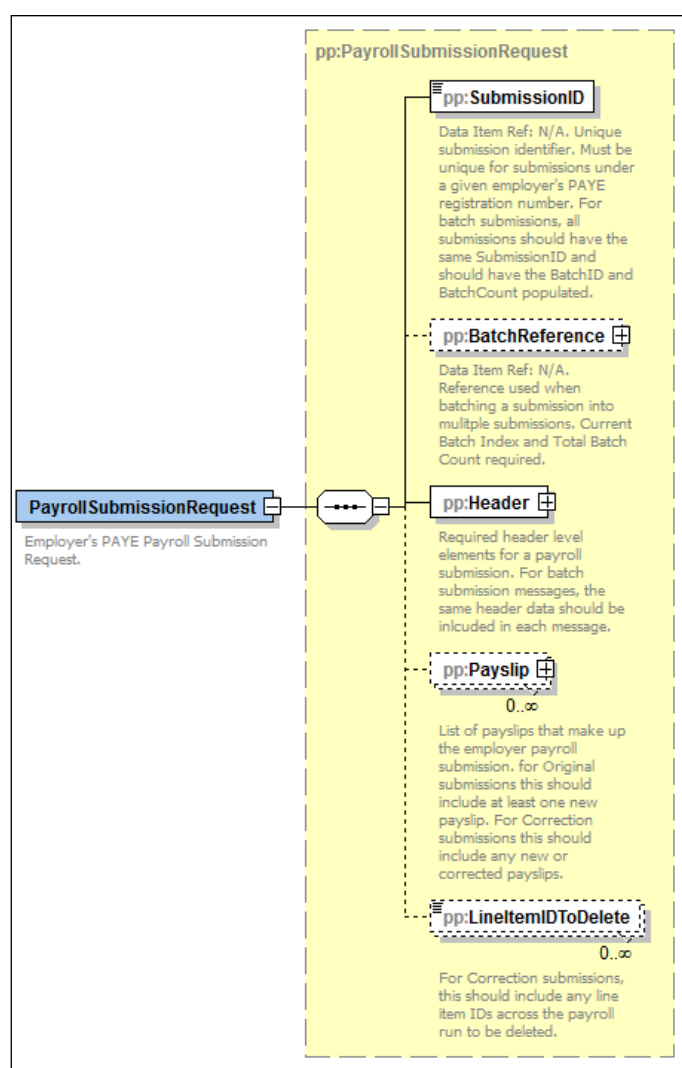 pp:PayrollSubmissionRequest
pp:SubmissionID
Data Item Ref: N/A. Unique
submission identifier. Must be
unique for submissions under
a given employer's PAYE
registration number. For
batch submissions, all
submissions should have the
same SubmissionID and
should have the BatchID and
BatchCount populated.
pp:BatchReference
Data Item Ref: N/A.
Reference used when
batching a submission into
mulitple submissions. Current
Batch Index and Total Batch
Count required.
PayrollSubmissionRequest
Employer's PAYE Payroll Submission
Request.
pp:Header
Required header level
elements for a payroll
submission. For batch
submission messages, the
same header data should be
inlcuded in each message.
pp:Payslip
0..∞
List of payslips that make up
the employer payroll
submission. for Original
submissions this should
include at least one new
payslip. For Correction
submissions this should
include any new or
corrected payslips.
pp:LineItemIDToDelete
0..∞
For Correction submissions,
this should include any line
item IDs across the payroll
run to be deleted.